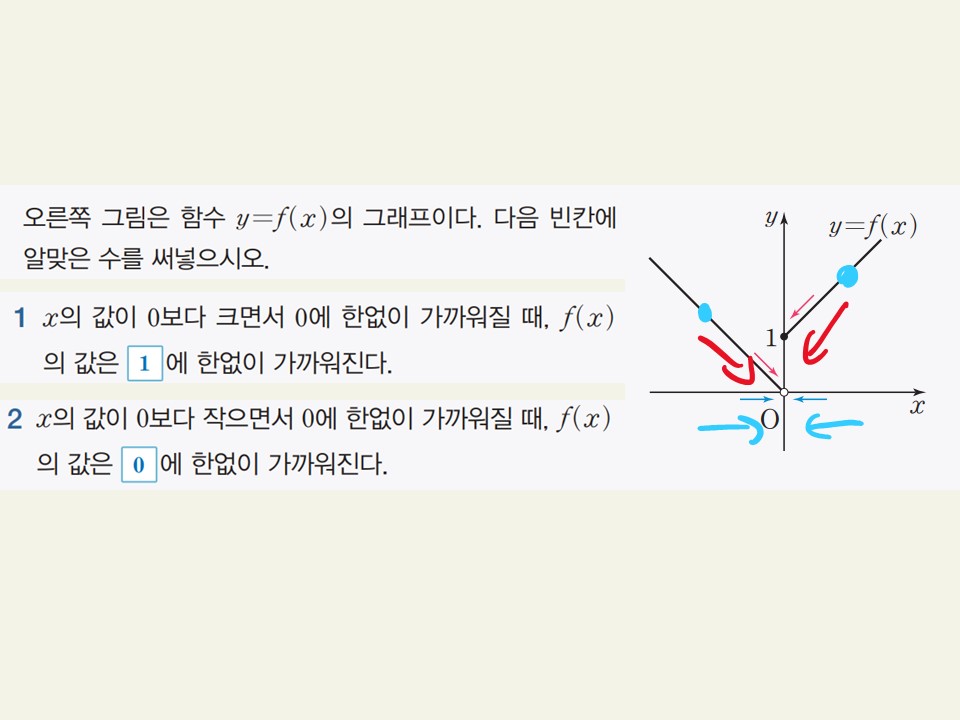 오른쪽 그림은 함수 y=f(x)의 그래프이다. 다음 빈칸에
알맞은 수를 써넣으시오.
1 x의 값이 0보다 크면서 0에 한없이 가까워질 때, f(x)
의 값은 1 에 한없이 가까워진다.
2 x의 값이 0보다 작으면서 0에 한없이 가까워질 때, f(x)
의 값은 0 에 한없이 가까워진다.
y
y=f(x)
1
O
x